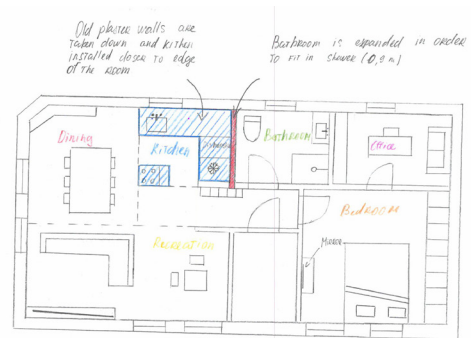 Old plaster walls are
taken down and kithen
installed closer to edge
of the room
Bathroom is expanded in order
to fit in shower (0,9 m)
Dining
Kitchen
Bathroom
Office
Recreation
Bedroom
Mirror